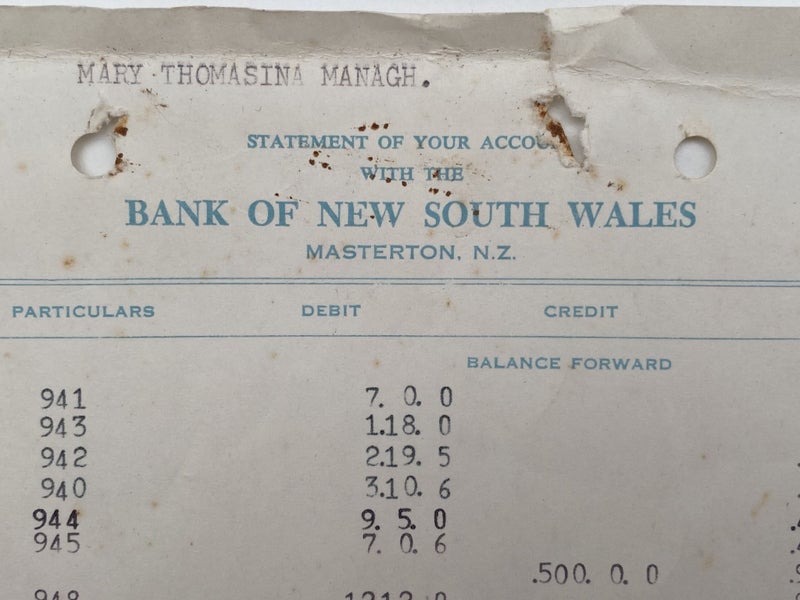 MARY THOMASINA MANAGH.
STATEMENT OF YOUR
WITH THE
BANK OF NEW SOUTH WALES
MASTERTON, N.Z.
PARTICULARS DEBIT CREDIT
BALANCE FORWARD
941 7. 0. 0
943 1.18. 0
942 2.19. 5
940 3.10. 6
944 9. 5. 0
945 7. 0. 6
.500. 0. 0